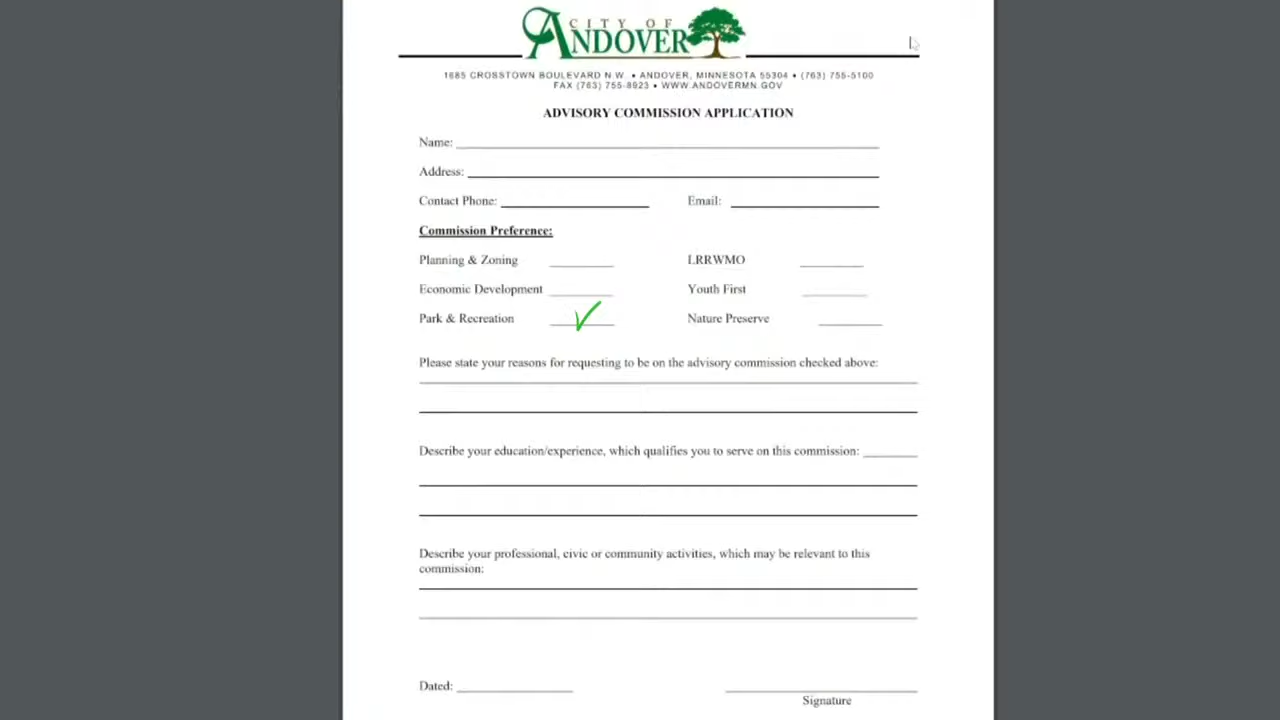 CITY OF
ANDOVER
1685 CROSSTOWN BOULEVARD N.W. • ANDOVER, MINNESOTA 55304 • (763) 755-5100
FAX (763) 755-8923 • WWW.ANDOVERMN.GOV
ADVISORY COMMISSION APPLICATION
Name:
Address:
Contact Phone: Email:
Commission Preference:
Planning & Zoning LRRWMO
Economic Development Youth First
Park & Recreation ✓ Nature Preserve
Please state your reasons for requesting to be on the advisory commission checked above:
Describe your education/experience, which qualifies you to serve on this commission:
Describe your professional, civic or community activities, which may be relevant to this
commission:
Dated:
Signature